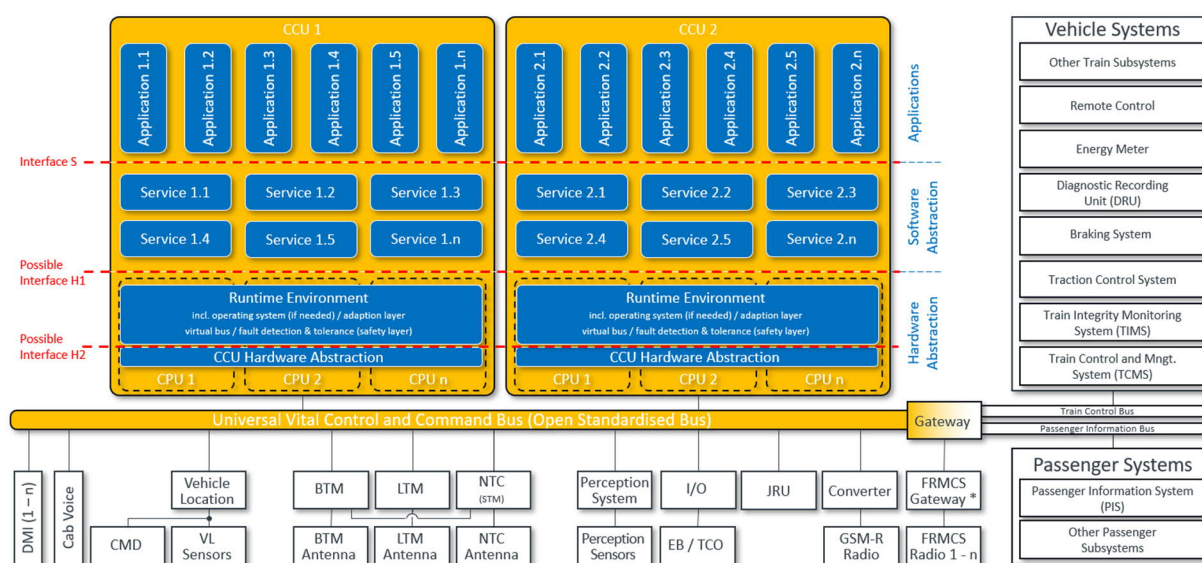 CCU 1
Application 1.1
Application 1.2
Application 1.3
Application 1.4
Application 1.5
Application 1.n
CCU 2
Application 2.1
Application 2.2
Application 2.3
Application 2.4
Application 2.5
Application 2.n
Applications
Interface S
Service 1.1
Service 1.2
Service 1.3
Service 2.1
Service 2.2
Service 2.3
Service 1.4
Service 1.5
Service 1.n
Service 2.4
Service 2.5
Service 2.n
Software
Abstraction
Possible
Interface H1
Runtime Environment
incl. operating system (if needed) / adaption layer
virtual bus / fault detection & tolerance (safety layer)
Runtime Environment
incl. operating system (if needed) / adaption layer
virtual bus / fault detection & tolerance (safety layer)
Hardware
Abstraction
Possible
Interface H2
CCU Hardware Abstraction
CCU Hardware Abstraction
CPU 1
CPU 2
CPU n
CPU 1
CPU 2
CPU n
Vehicle Systems
Other Train Subsystems
Remote Control
Energy Meter
Diagnostic Recording
Unit (DRU)
Braking System
Traction Control System
Train Integrity Monitoring
System (TIMS)
Train Control and Mngt.
System (TCMS)
Universal Vital Control and Command Bus (Open Standardised Bus)
Gateway
Train Control Bus
Passenger Information Bus
DMI (1 – n)
Cab Voice
Vehicle
Location
CMD
VL
Sensors
BTM
LTM
NTC
(STM)
BTM
Antenna
LTM
Antenna
NTC
Antenna
Perception
System
Perception
Sensors
I/O
EB / TCO
JRU
Converter
GSM-R
Radio
FRMCS
Gateway *
FRMCS
Radio 1 - n
Passenger Systems
Passenger Information System
(PIS)
Other Passenger
Subsystems